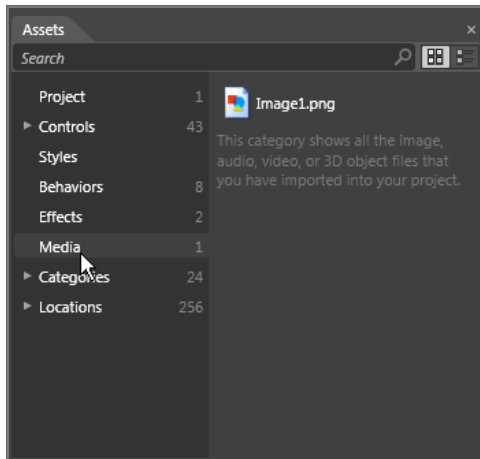 Assets
Search
Project 1
Controls 43
Styles
Behaviors 8
Effects 2
Media 1
Categories 24
Locations 256
Image1.png
This category shows all the image,
audio, video, or 3D object files that
you have imported into your project.